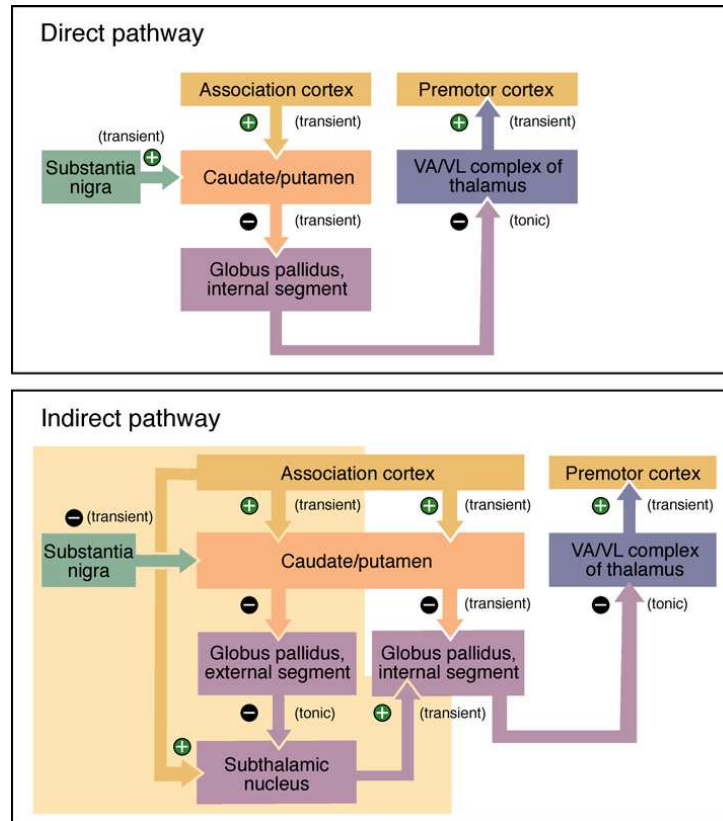 Direct pathway
Association cortex
Premotor cortex
+
(transient)
+
(transient)
(transient)
+
Substantia
nigra
Caudate/putamen
VA/VL complex of
thalamus
−
(transient)
−
(tonic)
Globus pallidus,
internal segment
Indirect pathway
Association cortex
Premotor cortex
− (transient)
+
(transient)
+
(transient)
+
(transient)
Substantia
nigra
Caudate/putamen
VA/VL complex
of thalamus
−
−
(transient)
−
(tonic)
Globus pallidus,
external segment
Globus pallidus,
internal segment
−
(tonic)
+
(transient)
+
Subthalamic
nucleus